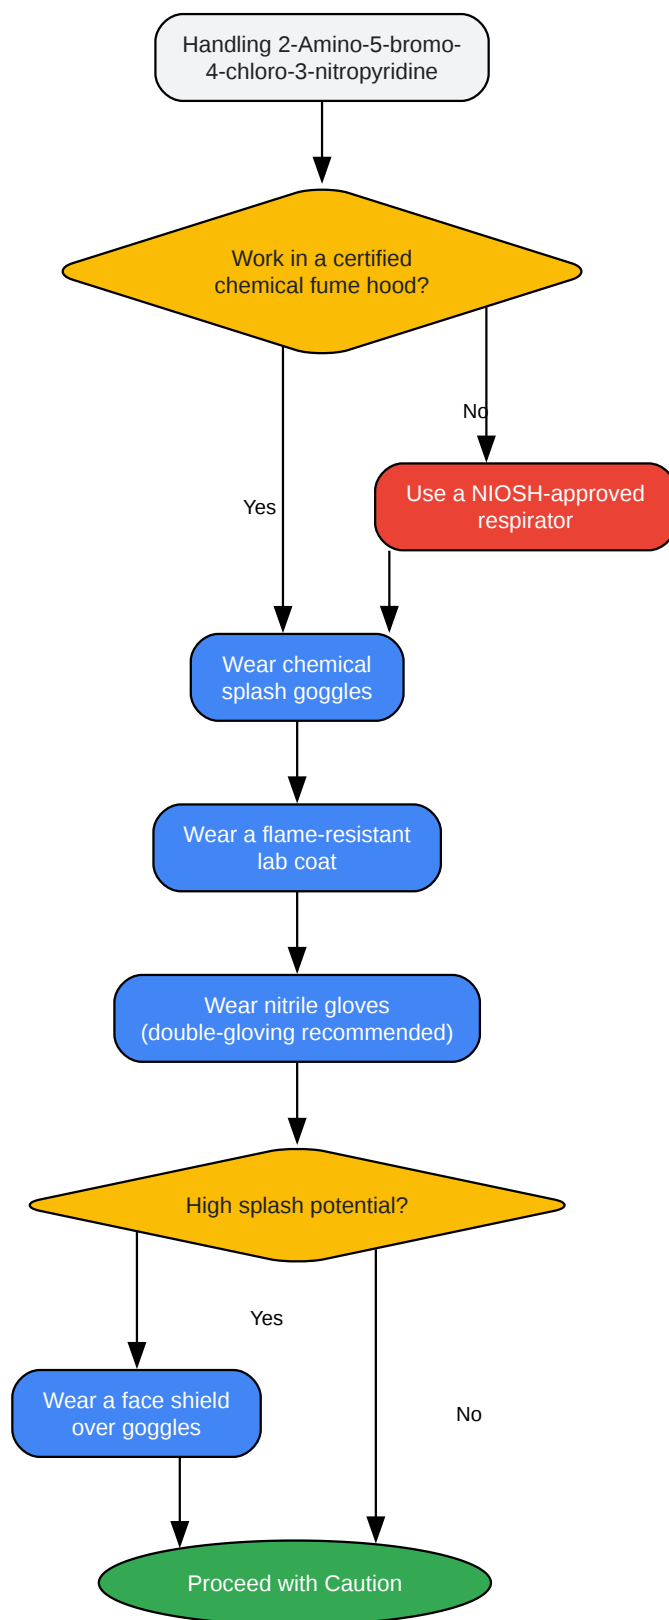 Handling 2-Amino-5-bromo-
4-chloro-3-nitropyridine
Work in a certified
chemical fume hood?
No
Use a NIOSH-approved
respirator
Yes
Wear chemical
splash goggles
Wear a flame-resistant
lab coat
Wear nitrile gloves
(double-gloving recommended)
High splash potential?
Yes
Wear a face shield
over goggles
No
Proceed with Caution